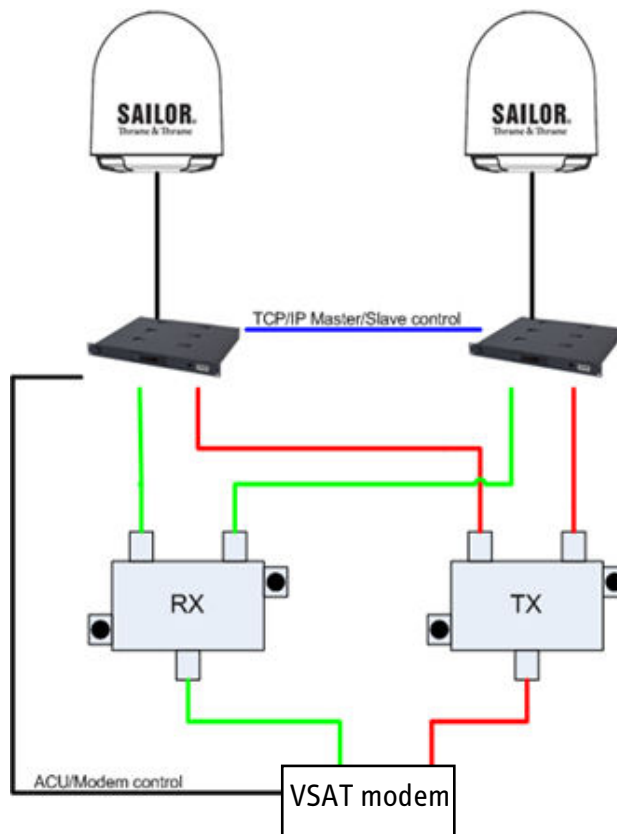 SAILOR®
Thrane & Thrane
SAILOR®
Thrane & Thrane
TCP/IP Master/Slave control
RX
TX
ACU/Modem control
VSAT modem